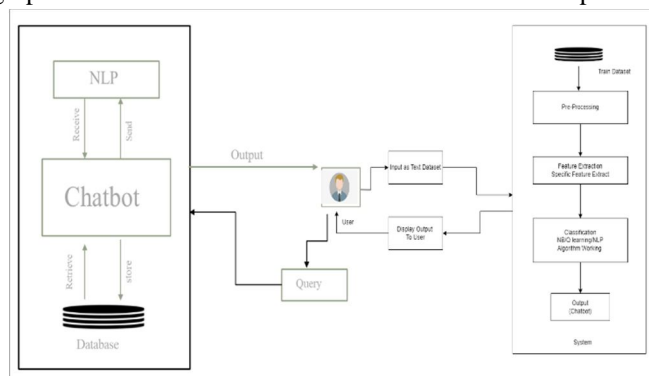 NLP
Receive
Send
Chatbot
Retrieve
store
Database
Output
User
Query
Input as Text Dataset
Display Output
To User
Train Dataset
Pre-Processing
Feature Extraction
Specific Feature Extract
Classification
NB/Q learning/NLP
Algorithm Working
Output
(Chatbot)
System